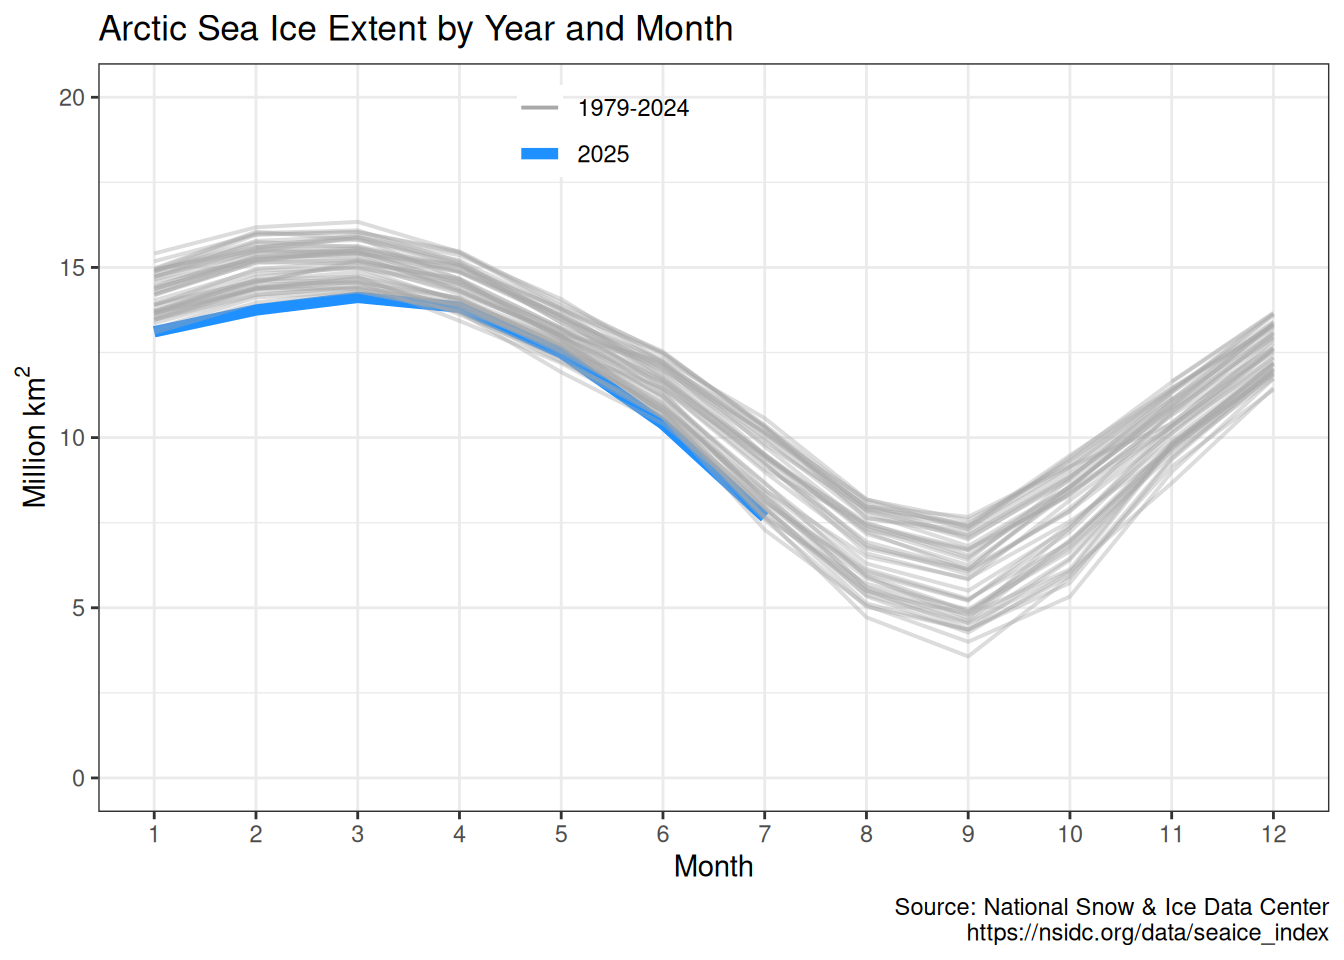 Arctic Sea Ice Extent by Year and Month
1979-2024
2025
20
15
10
5
0
Million km²
1 2 3 4 5 6 7 8 9 10 11 12
Month
Source: National Snow & Ice Data Center
https://nsidc.org/data/seaice_index